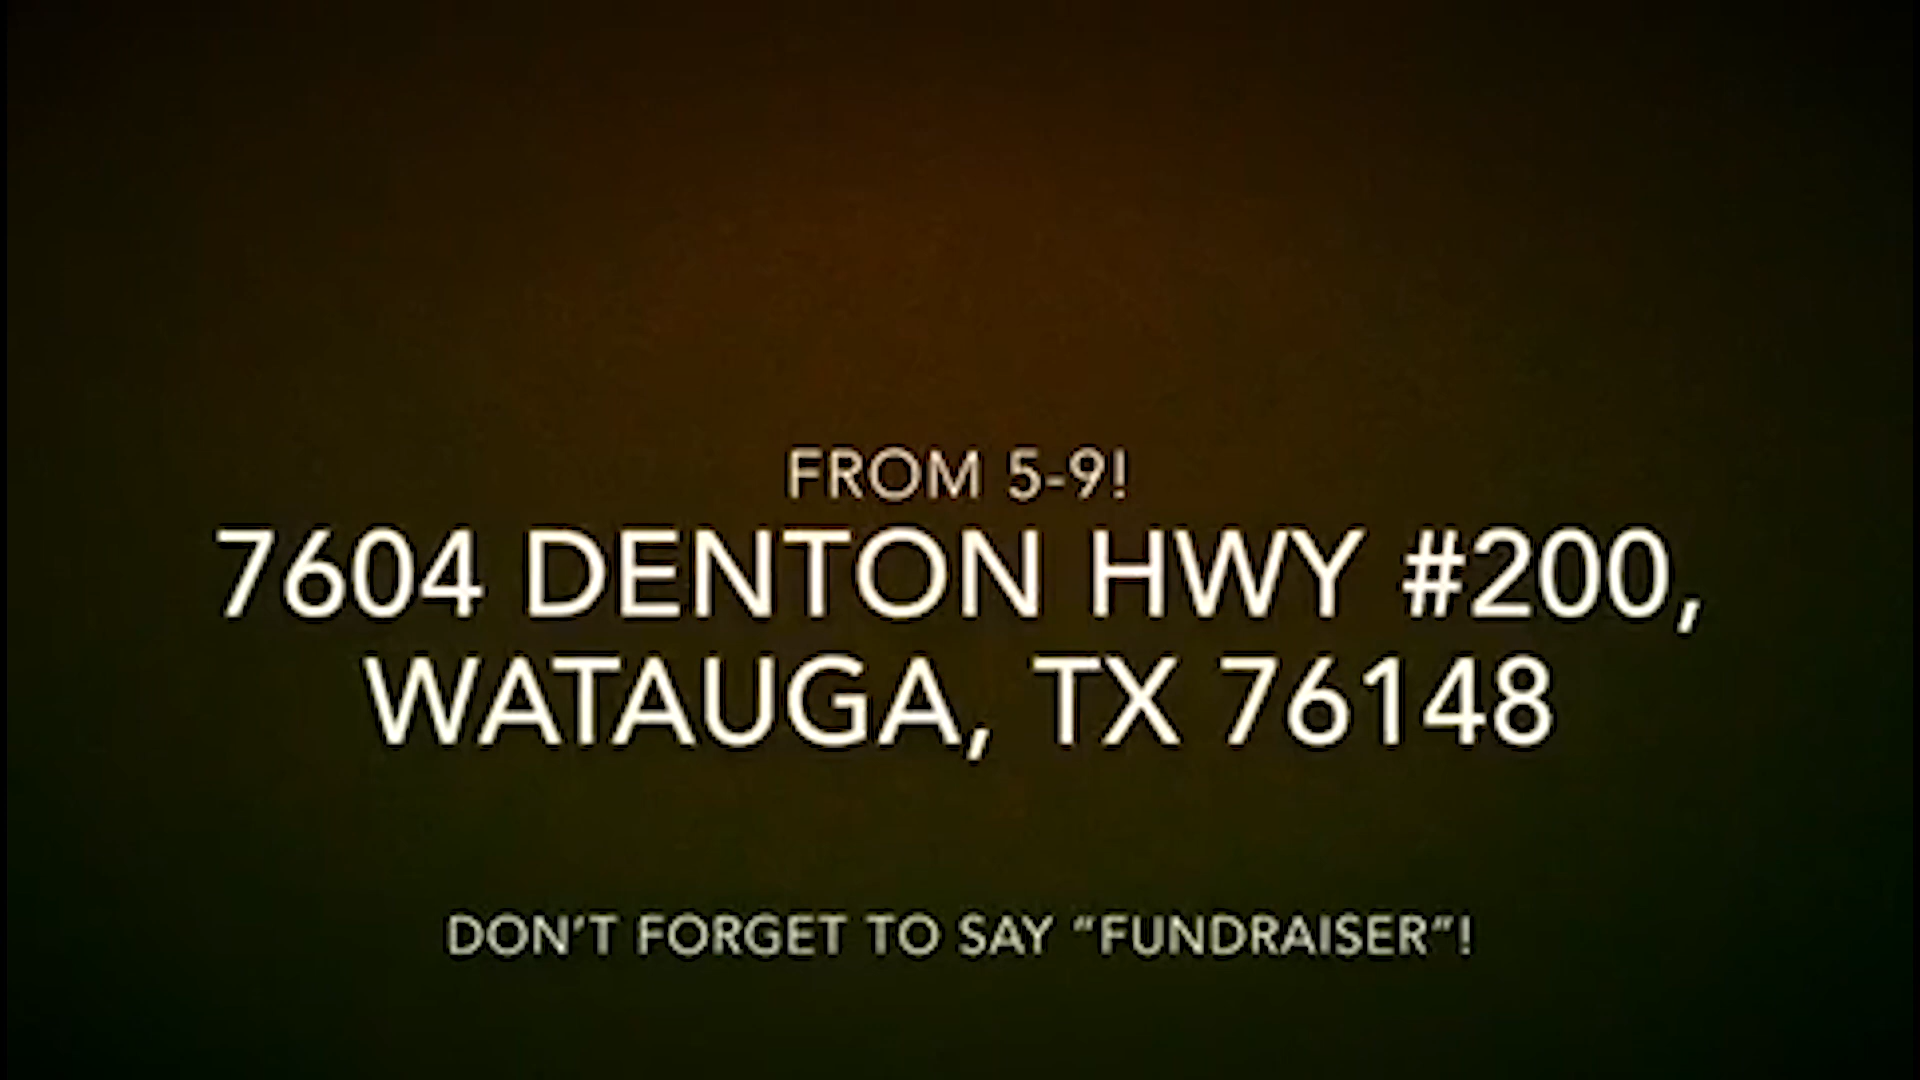 FROM 5-9!
7604 DENTON HWY #200,
WATAUGA, TX 76148
DON’T FORGET TO SAY “FUNDRAISER”!